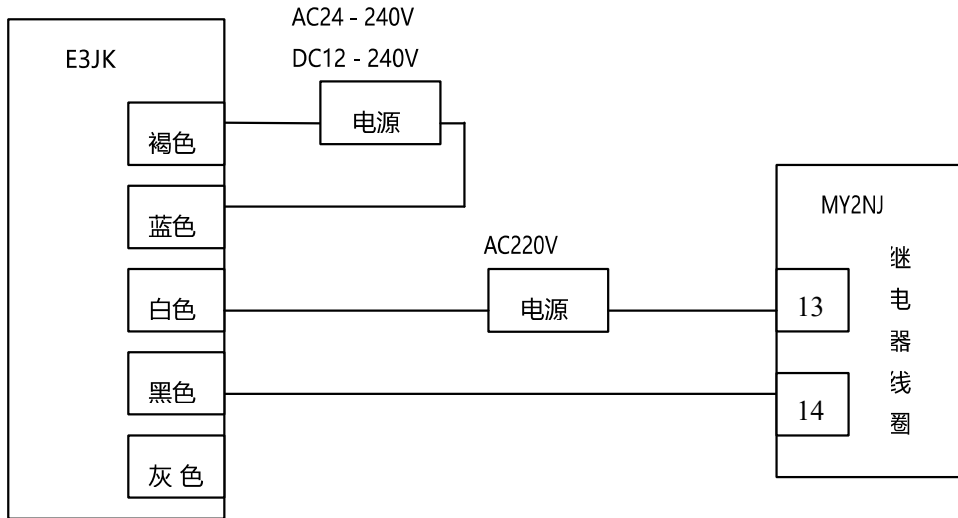 AC24 - 240V
DC12 - 240V
E3JK
褐色
电源
蓝色
白色
AC220V
电源
黑色
灰 色
MY2NJ
13
14
继
电
器
线
圈